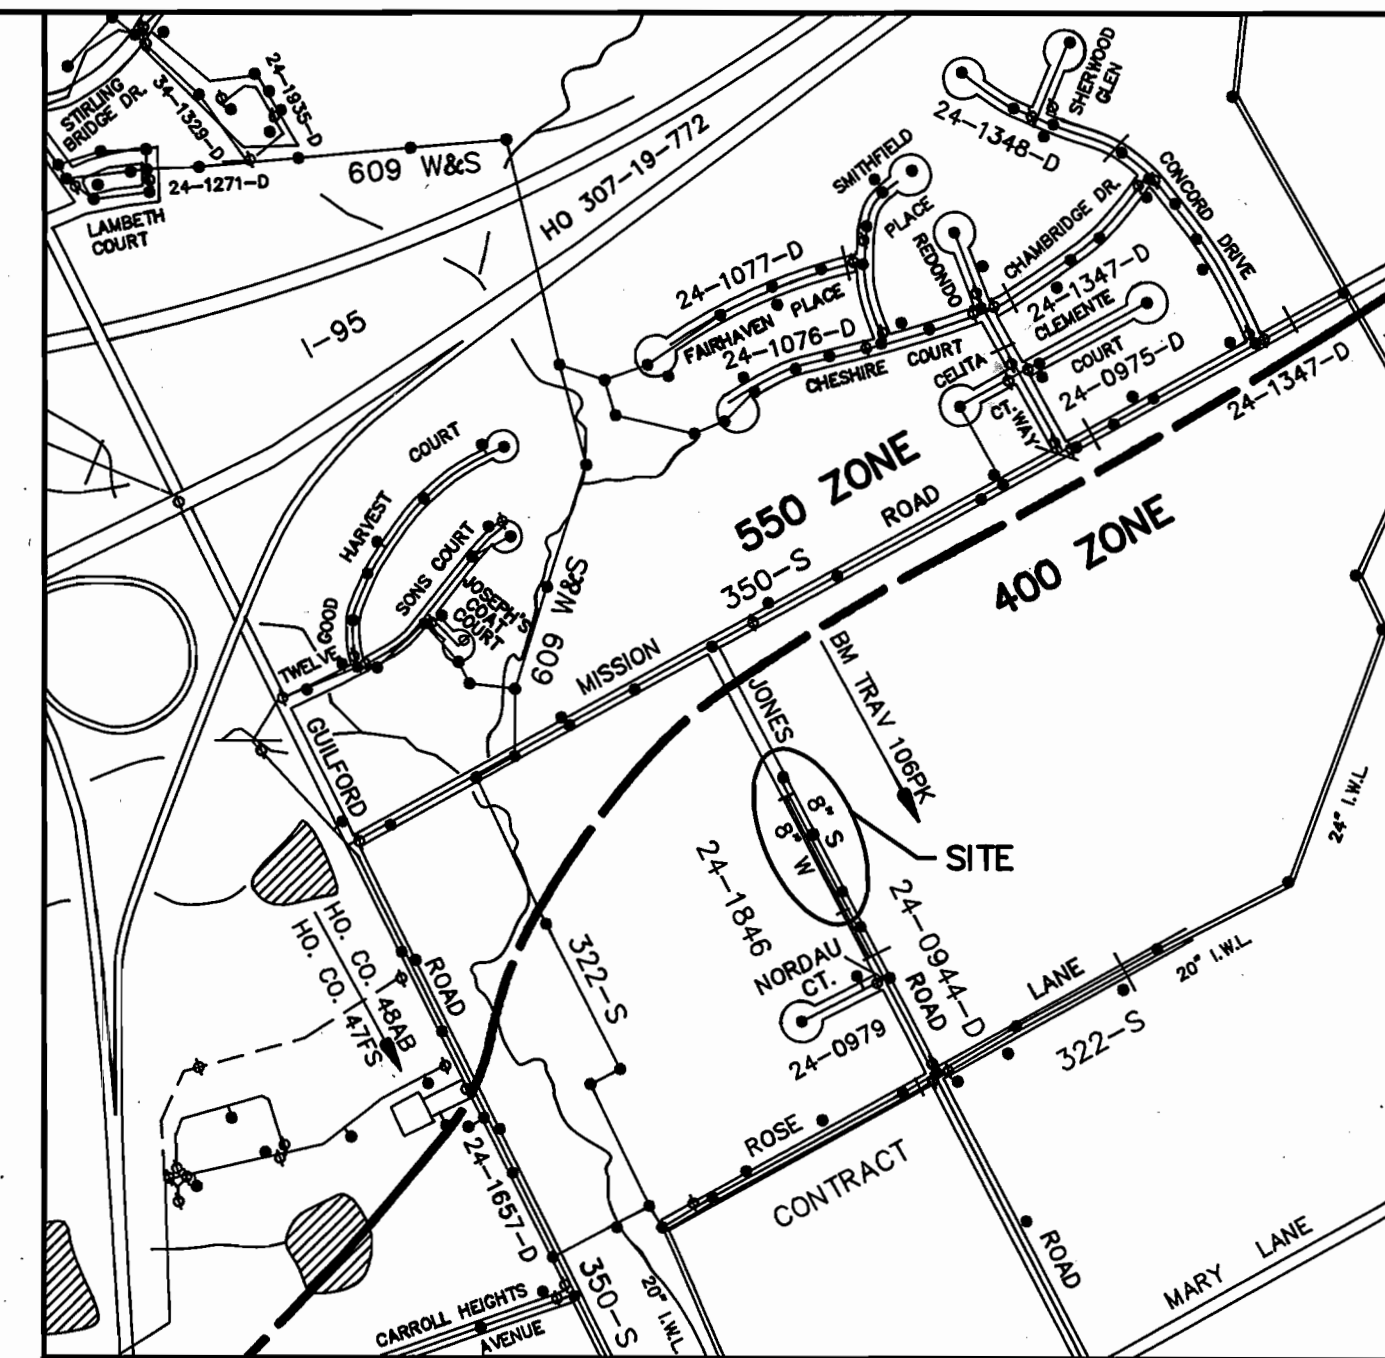 STIRLING
BRIDGE DR.
34-1329-D
24-1935-D
609 W&S
24-1271-D
LAMBETH
COURT
HO 307-19-772
I-95
SHERWOOD
GLEN
24-1348-D
SMITHFIELD
PLACE
CONCORD DRIVE
CHAMBRIDGE DR.
REDONDO
24-1077-D
FAIRHAVEN PLACE
24-1076-D
CHESHIRE COURT
24-1347-D
CLEMENTE
COURT
CELITA
CT.
WAY
24-0975-D
24-1347-D
HARVEST COURT
TWELVE GOOD SONS COURT
JOSEPH'S
COAT
COURT
609 W&S
550 ZONE
400 ZONE
MISSION ROAD
350-S
JONES ROAD
BM TRAV 106PK
GUILFORD ROAD
8" S
8" W
SITE
24-1846
24-0944-D
NORDAU
CT.
24-0979
HO. CO. 48AB
HO. CO. 147FS
322-S
ROSE LANE
322-S
20" I.W.L.
24" I.W.L.
CONTRACT
24-1657-D
350-S
20" I.W.L.
CARROLL HEIGHTS
AVENUE
ROAD
MARY LANE